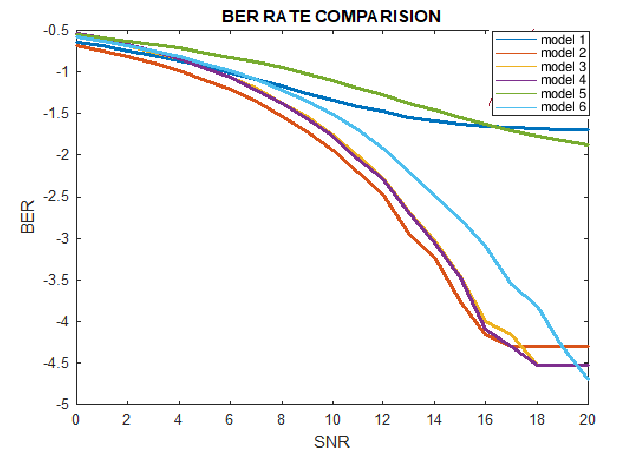 BER RATE COMPARISION
-0.5
-1
-1.5
-2
-2.5
-3
-3.5
-4
-4.5
-5
BER
0 2 4 6 8 10 12 14 16 18 20
SNR
model 1
model 2
model 3
model 4
model 5
model 6